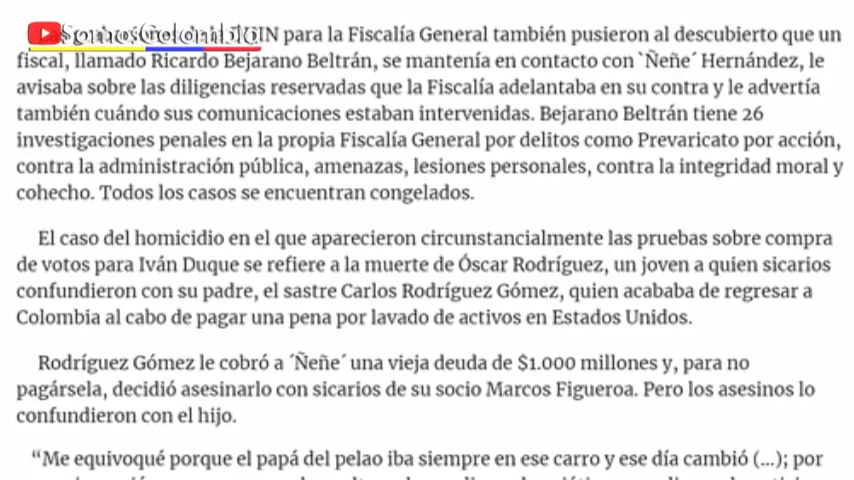 SomosColombiaIN para la Fiscalía General también pusieron al descubierto que un
fiscal, llamado Ricardo Bejarano Beltrán, se mantenía en contacto con `Ñeñe´ Hernández, le
avisaba sobre las diligencias reservadas que la Fiscalía adelantaba en su contra y le advertía
también cuándo sus comunicaciones estaban intervenidas. Bejarano Beltrán tiene 26
investigaciones penales en la propia Fiscalía General por delitos como Prevaricato por acción,
contra la administración pública, amenazas, lesiones personales, contra la integridad moral y
cohecho. Todos los casos se encuentran congelados.
El caso del homicidio en el que aparecieron circunstancialmente las pruebas sobre compra
de votos para Iván Duque se refiere a la muerte de Óscar Rodríguez, un joven a quien sicarios
confundieron con su padre, el sastre Carlos Rodríguez Gómez, quien acababa de regresar a
Colombia al cabo de pagar una pena por lavado de activos en Estados Unidos.
Rodríguez Gómez le cobró a ´Ñeñe´ una vieja deuda de $1.000 millones y, para no
pagársela, decidió asesinarlo con sicarios de su socio Marcos Figueroa. Pero los asesinos lo
confundieron con el hijo.
“Me equivoqué porque el papá del pelao iba siempre en ese carro y ese día cambió (...); por